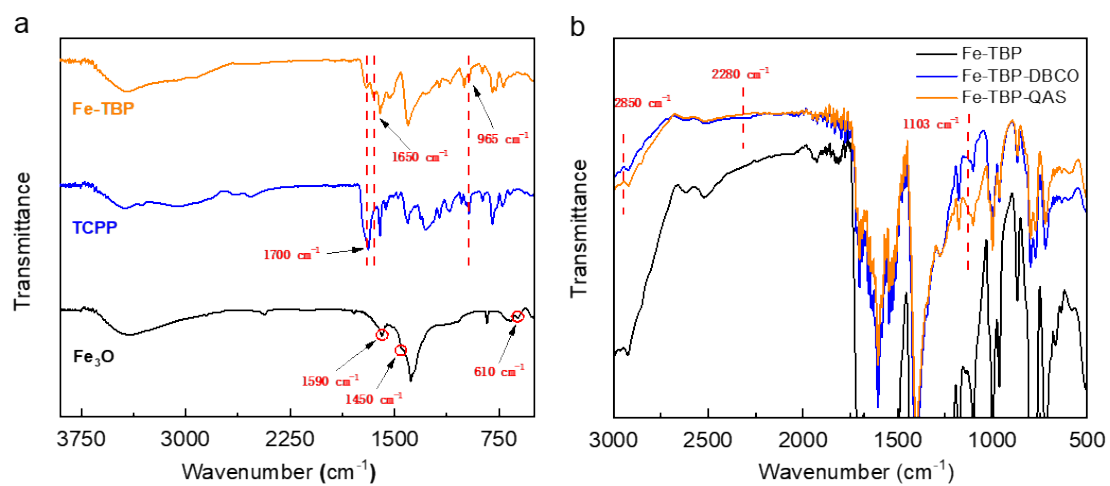 a
Transmittance
Fe-TBP
1650 cm⁻¹
965 cm⁻¹
TCPP
1700 cm⁻¹
Fe₃O
1590 cm⁻¹
1450 cm⁻¹
610 cm⁻¹
3750 3000 2250 1500 750
Wavenumber (cm⁻¹)
b
Transmittance
Fe-TBP
Fe-TBP-DBCO
Fe-TBP-QAS
2850 cm⁻¹
2280 cm⁻¹
1103 cm⁻¹
3000 2500 2000 1500 1000 500
Wavenumber (cm⁻¹)